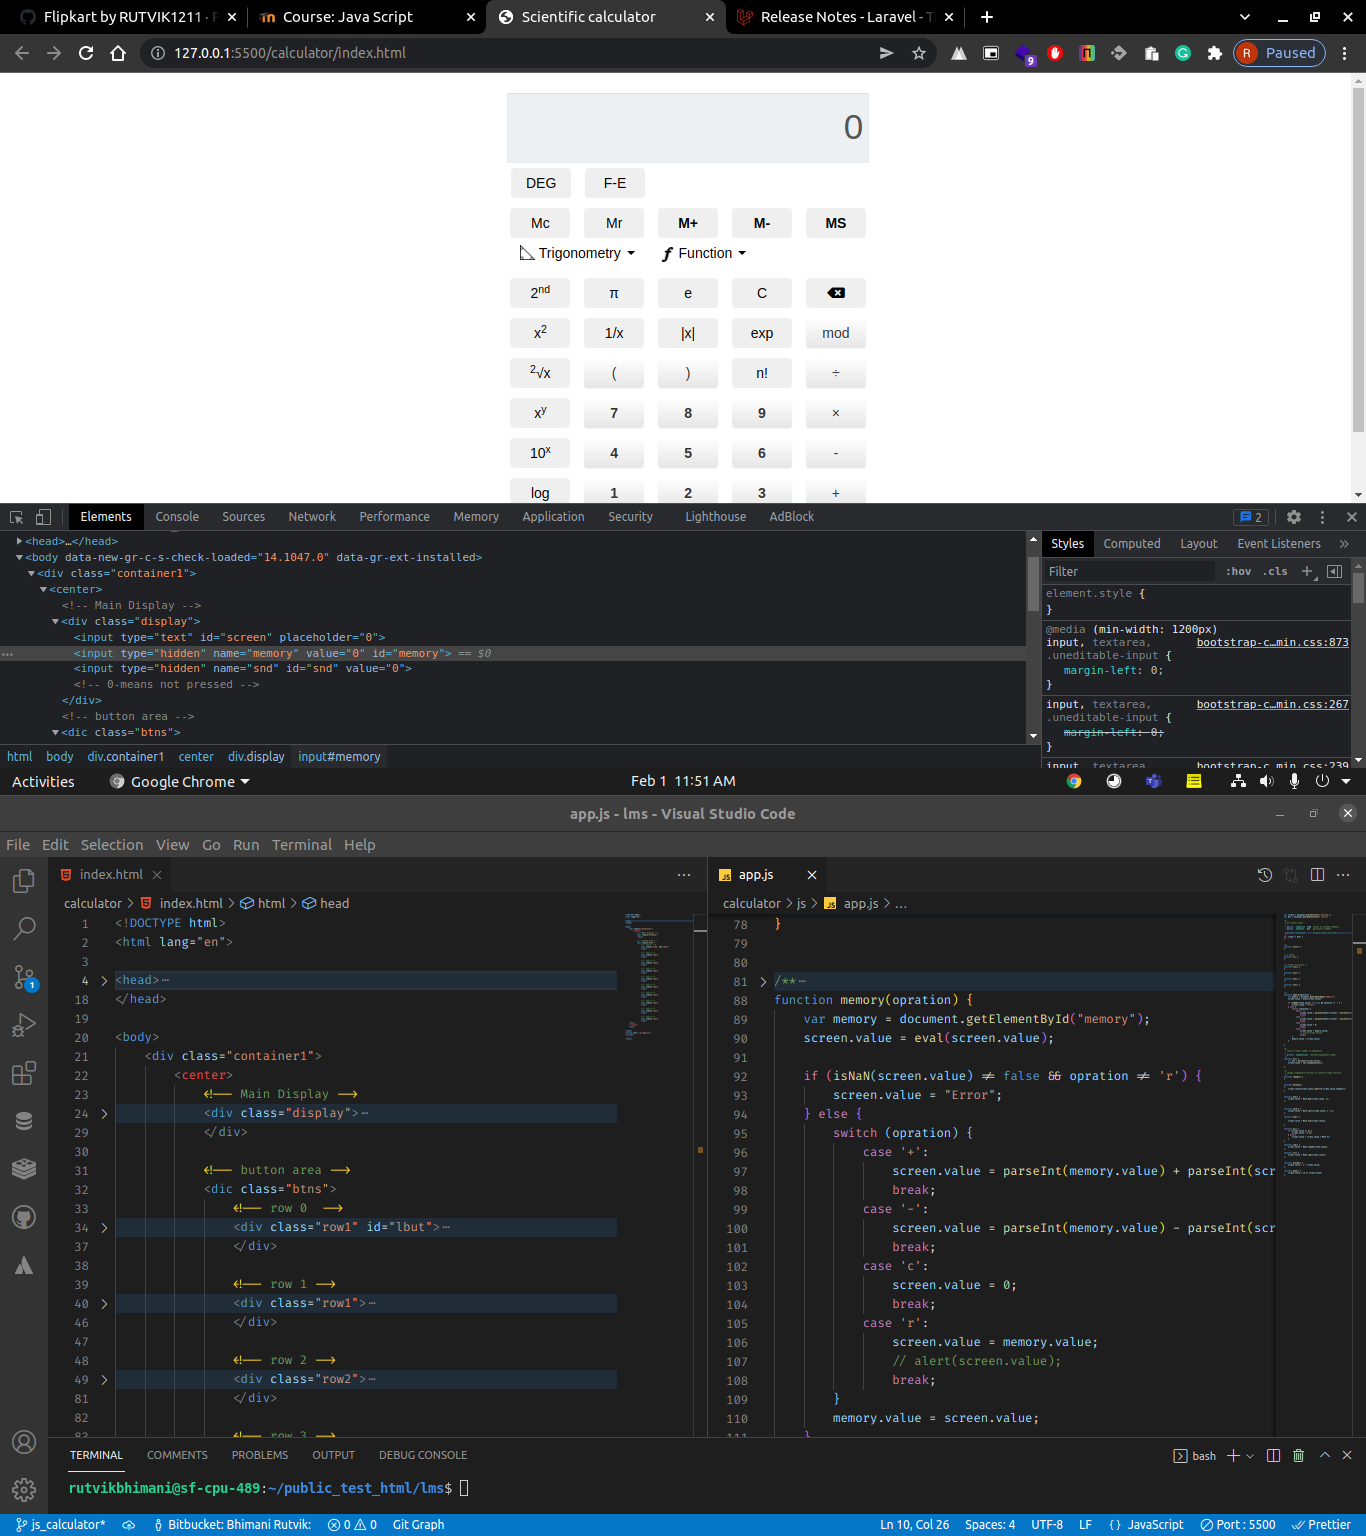 Flipkart by RUTVIK1211 ·
Course: Java Script
Scientific calculator
Release Notes - Laravel -
127.0.0.1:5500/calculator/index.html
9
R Paused
0
DEG F-E
Mc Mr M+ M- MS
Trigonometry Function
2nd π e C
x2 1/x |x| exp mod
2√x ( ) n! ÷
xy 7 8 9 ×
10x 4 5 6 -
log 1 2 3 +
Elements Console Sources Network Performance Memory Application Security Lighthouse AdBlock 2
<head>…</head>
<body data-new-gr-c-s-check-loaded="14.1047.0" data-gr-ext-installed>
<div class="container1">
<center>
<!-- Main Display -->
<div class="display">
<input type="text" id="screen" placeholder="0">
<input type="hidden" name="memory" value="0" id="memory"> == $0
<input type="hidden" name="snd" id="snd" value="0">
<!-- 0-means not pressed -->
</div>
<!-- button area -->
<dic class="btns">
html body div.container1 center div.display input#memory
Styles Computed Layout Event Listeners »
Filter :hov .cls +
element.style {
}
@media (min-width: 1200px)
input, textarea, bootstrap-c…min.css:873
.uneditable-input {
margin-left: 0;
}
input, textarea, bootstrap-c…min.css:267
.uneditable-input {
margin-left: 0;
}
input, textarea, bootstrap-c…min.css:239
Activities Google Chrome Feb 1 11:51 AM
app.js - lms - Visual Studio Code
File Edit Selection View Go Run Terminal Help
index.html
calculator > index.html > html > head
1 <!DOCTYPE html>
2 <html lang="en">
3
4 <head>…
18 </head>
19
20 <body>
21 <div class="container1">
22 <center>
23 <!-- Main Display -->
24 <div class="display">…
29 </div>
30
31 <!-- button area -->
32 <dic class="btns">
33 <!-- row 0 -->
34 <div class="row1" id="lbut">…
37 </div>
38
39 <!-- row 1 -->
40 <div class="row1">…
46 </div>
47
48 <!-- row 2 -->
49 <div class="row2">…
81 </div>
82
83 <!-- row 3 -->
app.js
calculator > js > app.js > …
78 }
79
80
81 /**…
88 function memory(opration) {
89 var memory = document.getElementById("memory");
90 screen.value = eval(screen.value);
91
92 if (isNaN(screen.value) != false && opration != 'r') {
93 screen.value = "Error";
94 } else {
95 switch (opration) {
96 case '+':
97 screen.value = parseInt(memory.value) + parseInt(scr
98 break;
99 case '-':
100 screen.value = parseInt(memory.value) - parseInt(scr
101 break;
102 case 'c':
103 screen.value = 0;
104 break;
105 case 'r':
106 screen.value = memory.value;
107 // alert(screen.value);
108 break;
109 }
110 memory.value = screen.value;
111 }
1
TERMINAL COMMENTS PROBLEMS OUTPUT DEBUG CONSOLE bash
rutvikbhimani@sf-cpu-489:~/public_test_html/lms$
js_calculator* Bitbucket: Bhimani Rutvik: 0 0 Git Graph Ln 10, Col 26 Spaces: 4 UTF-8 LF {} JavaScript Port : 5500 Prettier